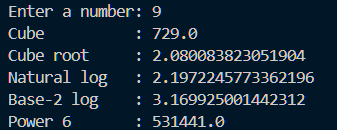 Enter a number: 9
Cube          : 729.0
Cube root     : 2.080083823051904
Natural log   : 2.1972245773362196
Base-2 log    : 3.169925001442312
Power 6       : 531441.0